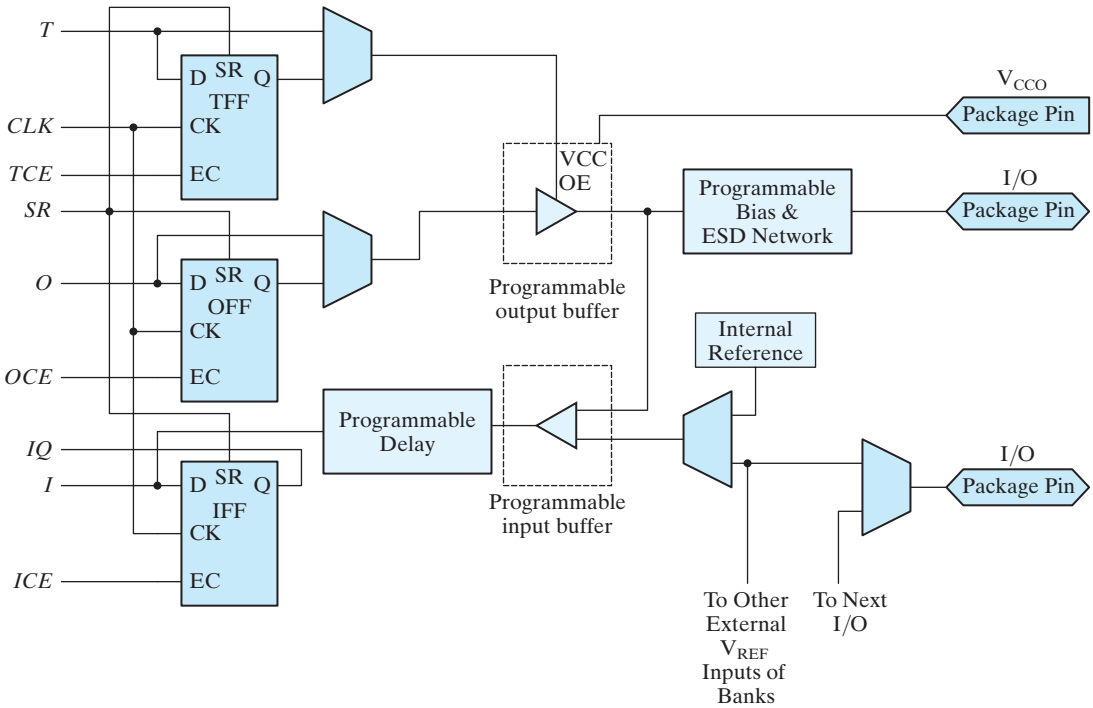 T
CLK
TCE
SR
O
OCE
IQ
I
ICE
SR
D
Q
TFF
CK
EC
SR
D
Q
OFF
CK
EC
SR
D
Q
IFF
CK
EC
VCC
OE
Programmable
output buffer
Programmable
Delay
Programmable
input buffer
V_CCO
Package Pin
Programmable
Bias &
ESD Network
I/O
Package Pin
Internal
Reference
I/O
Package Pin
To Other
External
V_REF
Inputs of
Banks
To Next
I/O